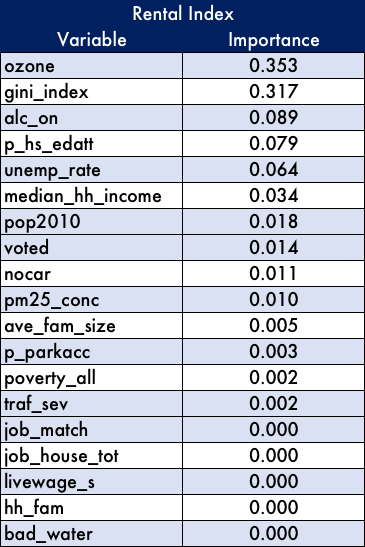 Rental Index
Variable Importance
ozone 0.353
gini_index 0.317
alc_on 0.089
p_hs_edatt 0.079
unemp_rate 0.064
median_hh_income 0.034
pop2010 0.018
voted 0.014
nocar 0.011
pm25_conc 0.010
ave_fam_size 0.005
p_parkacc 0.003
poverty_all 0.002
traf_sev 0.002
job_match 0.000
job_house_tot 0.000
livewage_s 0.000
hh_fam 0.000
bad_water 0.000